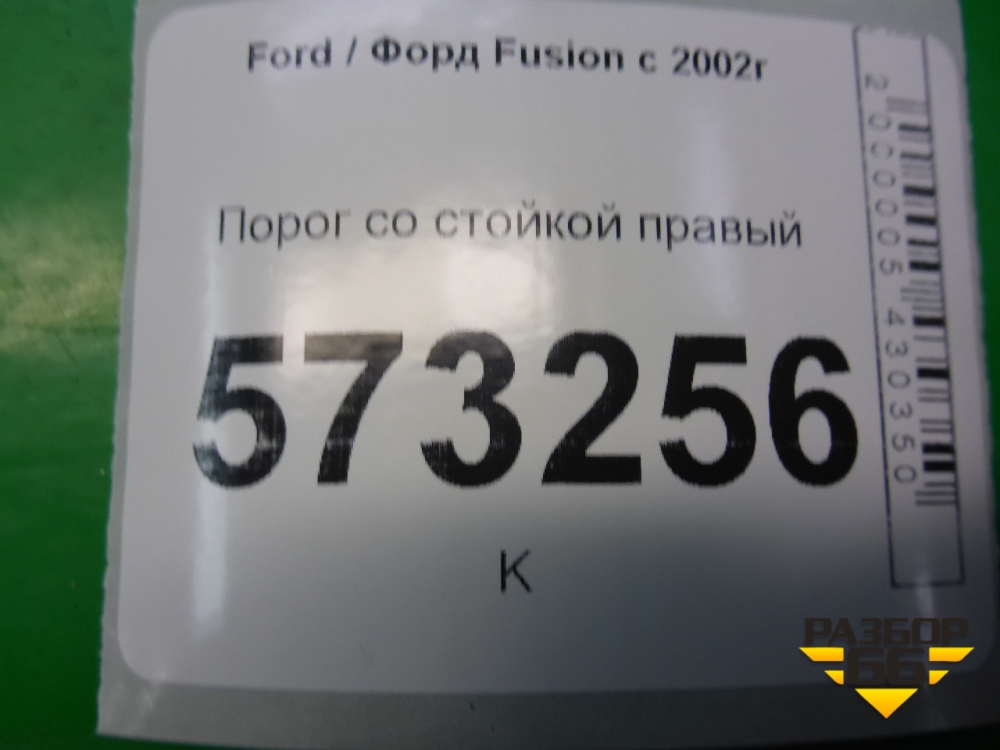 Ford / Форд Fusion с 2002г
Порог со стойкой правый
573256
К
2000005430350
РАЗБОР
66